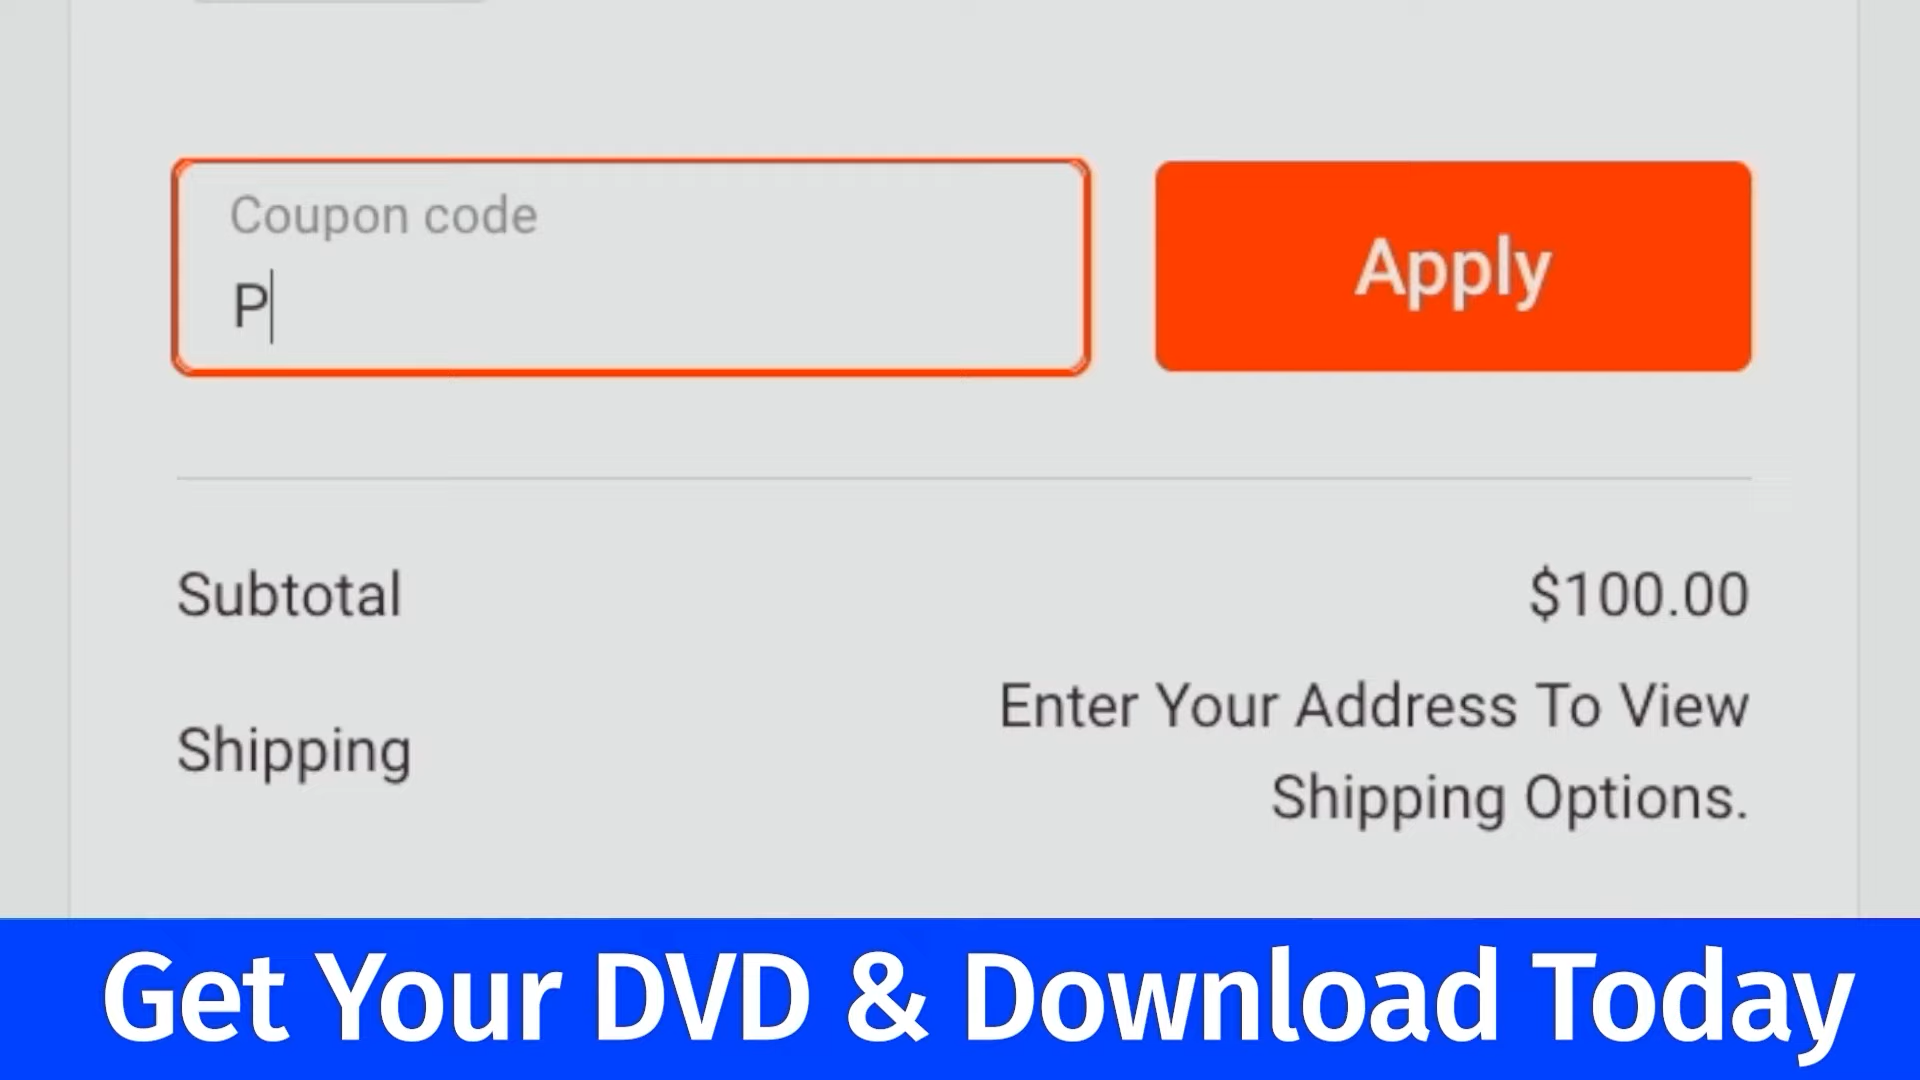 Coupon code
P
Apply
Subtotal
$100.00
Shipping
Enter Your Address To View
Shipping Options.
Get Your DVD & Download Today